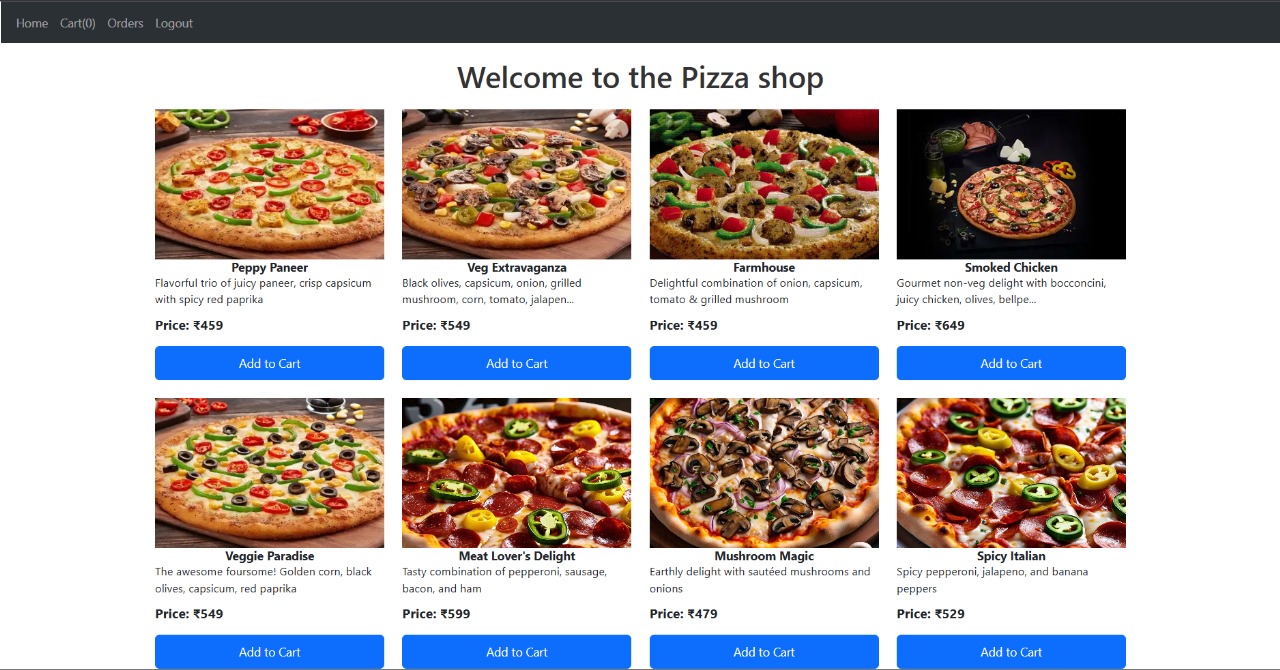 Home Cart(0) Orders Logout
Welcome to the Pizza shop
Peppy Paneer
Flavorful trio of juicy paneer, crisp capsicum
with spicy red paprika
Price: ₹459
Add to Cart
Veg Extravaganza
Black olives, capsicum, onion, grilled
mushroom, corn, tomato, jalapen...
Price: ₹549
Add to Cart
Farmhouse
Delightful combination of onion, capsicum,
tomato & grilled mushroom
Price: ₹459
Add to Cart
Smoked Chicken
Gourmet non-veg delight with bocconcini,
juicy chicken, olives, bellpe...
Price: ₹649
Add to Cart
Veggie Paradise
The awesome foursome! Golden corn, black
olives, capsicum, red paprika
Price: ₹549
Add to Cart
Meat Lover's Delight
Tasty combination of pepperoni, sausage,
bacon, and ham
Price: ₹599
Add to Cart
Mushroom Magic
Earthly delight with sautéed mushrooms and
onions
Price: ₹479
Add to Cart
Spicy Italian
Spicy pepperoni, jalapeno, and banana
peppers
Price: ₹529
Add to Cart